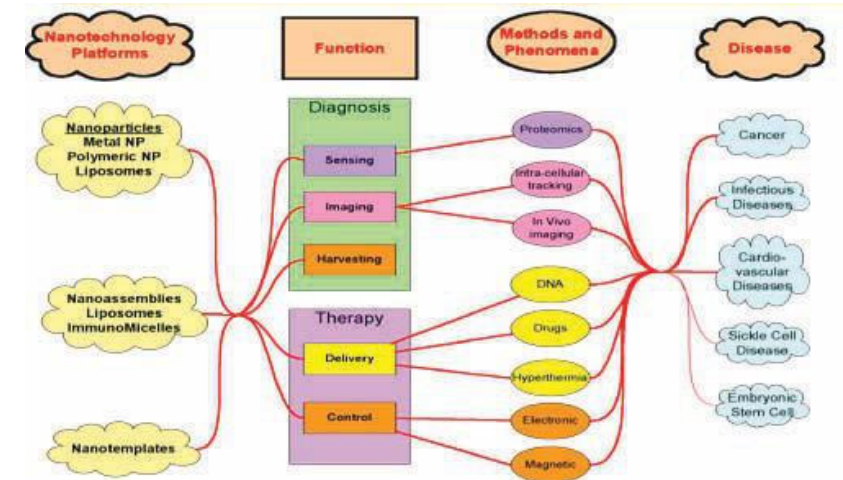 Nanotechnology
Platforms
Function
Methods and
Phenomena
Disease
Nanoparticles
Metal NP
Polymeric NP
Liposomes
Nanoassemblies
Liposomes
ImmunoMicelles
Nanotemplates
Diagnosis
Sensing
Imaging
Harvesting
Therapy
Delivery
Control
Proteomics
Intra-cellular
tracking
In Vivo
imaging
DNA
Drugs
Hyperthermia
Electronic
Magnetic
Cancer
Infectious
Diseases
Cardio-
vascular
Diseases
Sickle Cell
Disease
Embryonic
Stem Cell